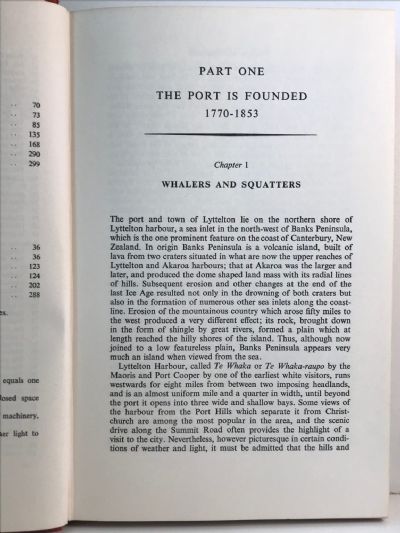 .. 70
.. 73
.. 85
.. 135
.. 168
.. 290
.. 299
.. 36
.. 36
.. 123
.. 124
.. 202
.. 288
es.
equals one
losed space
machinery,
her light to
PART ONE
THE PORT IS FOUNDED
1770-1853
Chapter 1
WHALERS AND SQUATTERS
The port and town of Lyttelton lie on the northern shore of
Lyttelton harbour, a sea inlet in the north-west of Banks Peninsula,
which is the one prominent feature on the coast of Canterbury, New
Zealand. In origin Banks Peninsula is a volcanic island, built of
lava from two craters situated in what are now the upper reaches of
Lyttelton and Akaroa harbours; that at Akaroa was the larger and
later, and produced the dome shaped land mass with its radial lines
of hills. Subsequent erosion and other changes at the end of the
last Ice Age resulted not only in the drowning of both craters but
also in the formation of numerous other sea inlets along the coast-
line. Erosion of the mountainous country which arose fifty miles to
the west produced a very different effect; its rock, brought down
in the form of shingle by great rivers, formed a plain which at
length reached the hilly shores of the island. Thus, although now
joined to a low featureless plain, Banks Peninsula appears very
much an island when viewed from the sea.
Lyttelton Harbour, called Te Whaka or Te Whaka-raupo by the
Maoris and Port Cooper by one of its earliest white visitors, runs
westwards for eight miles from between two imposing headlands,
and is an almost uniform mile and a quarter in width, until beyond
the port it opens into three wide and shallow bays. Some views of
the harbour from the Port Hills which separate it from Christ-
church are among the most popular in the area, and the scenic
drive along the Summit Road often provides the highlight of a
visit to the city. Nevertheless, however picturesque in certain condi-
tions of weather and light, it must be admitted that the hills and